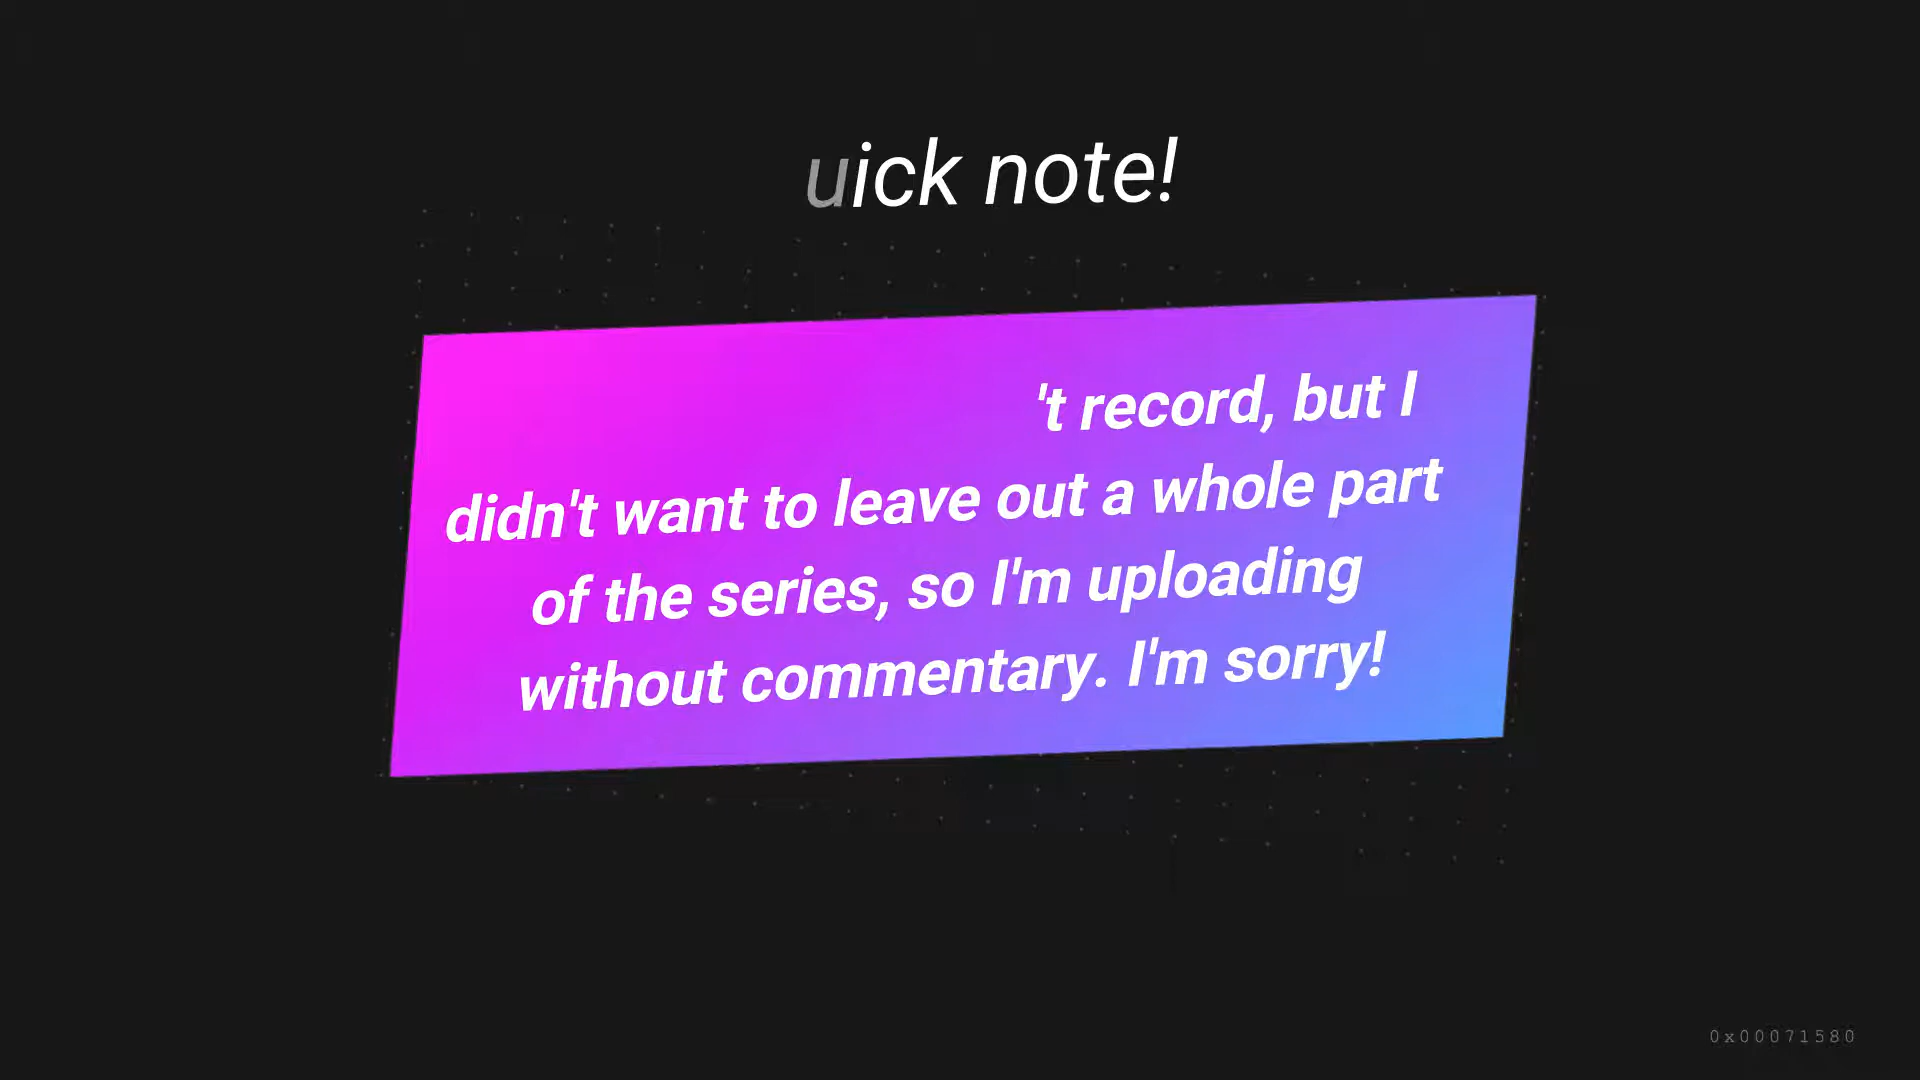 uick note!
't record, but I
didn't want to leave out a whole part
of the series, so I'm uploading
without commentary. I'm sorry!
0x00071580